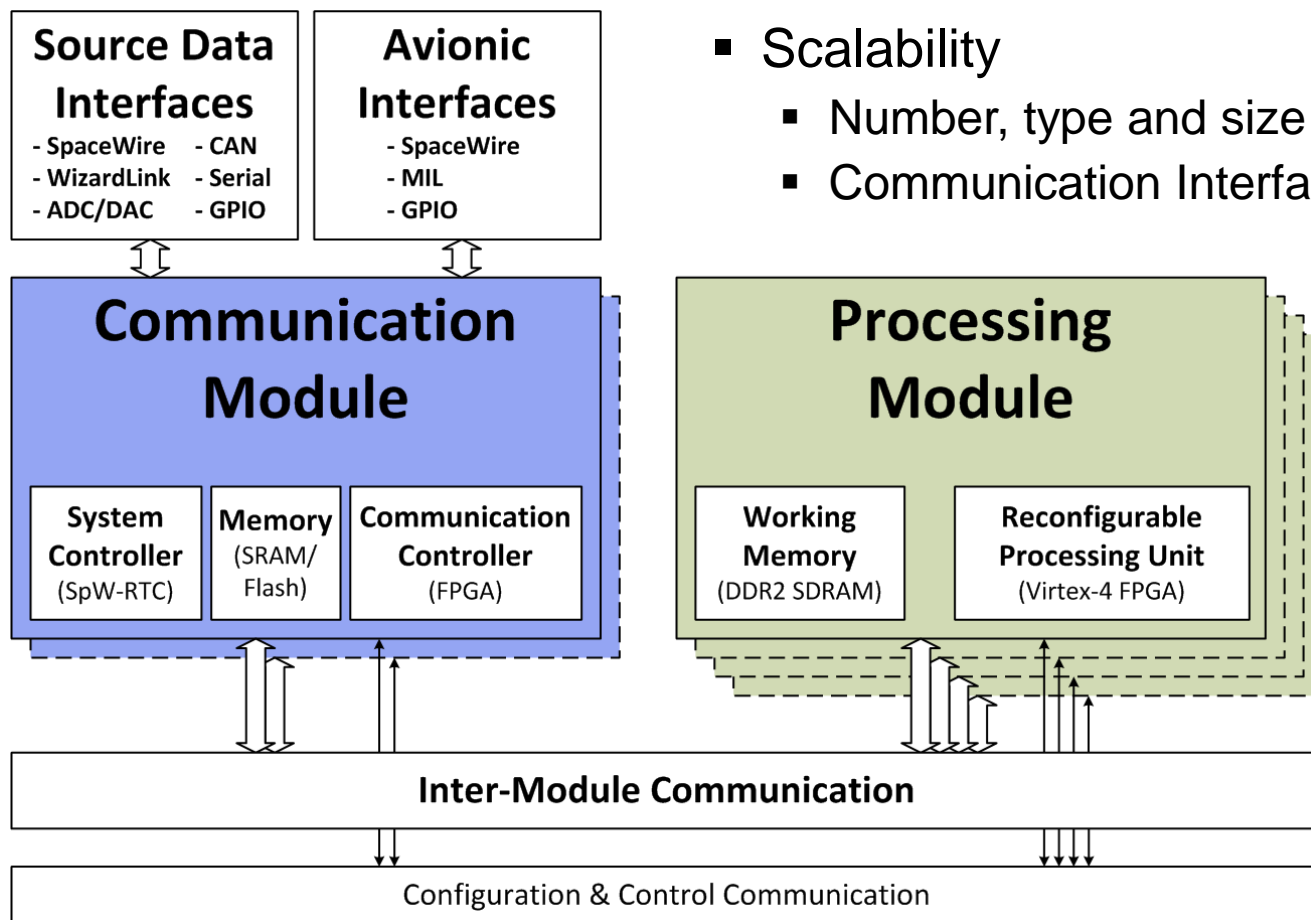 Source Data
Interfaces
- SpaceWire - CAN
- WizardLink - Serial
- ADC/DAC - GPIO
Avionic
Interfaces
- SpaceWire
- MIL
- GPIO
▪ Scalability
▪ Number, type and size
▪ Communication Interfa
Communication
Module
System
Controller
(SpW-RTC)
Memory
(SRAM/
Flash)
Communication
Controller
(FPGA)
Processing
Module
Working
Memory
(DDR2 SDRAM)
Reconfigurable
Processing Unit
(Virtex-4 FPGA)
Inter-Module Communication
Configuration & Control Communication